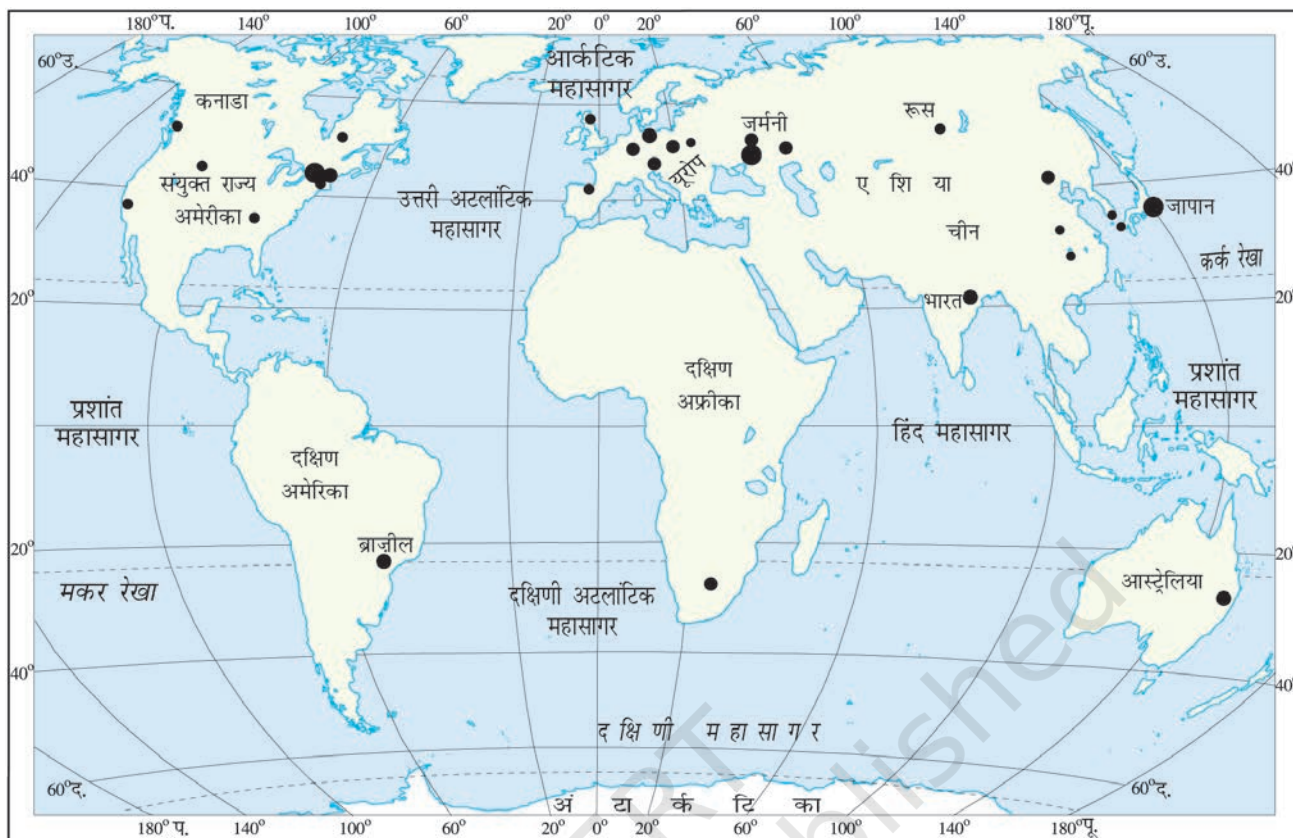 180°प. 140° 100° 60° 20° 0° 20° 60° 100° 140° 180°पू.
60°उ. 60°उ.
आर्कटिक
महासागर
कनाडा
रूस
जर्मनी
40° 40°
संयुक्त राज्य
अमेरीका
यूरोप
ए शि या
उत्तरी अटलांटिक
महासागर
जापान
चीन
कर्क रेखा
20° 20°
भारत
दक्षिण
अफ्रीका
प्रशांत
महासागर
प्रशांत
महासागर
हिंद महासागर
दक्षिण
अमेरिका
ब्राज़ील
20° 20°
मकर रेखा
दक्षिणी अटलांटिक
महासागर
आस्ट्रेलिया
40° 40°
द क्षि णी म हा सा ग र
60°द. 60°द.
अं टा र्क टि का
180° प. 140° 100° 60° 20° 0° 20° 60° 100° 140° 180°पू.